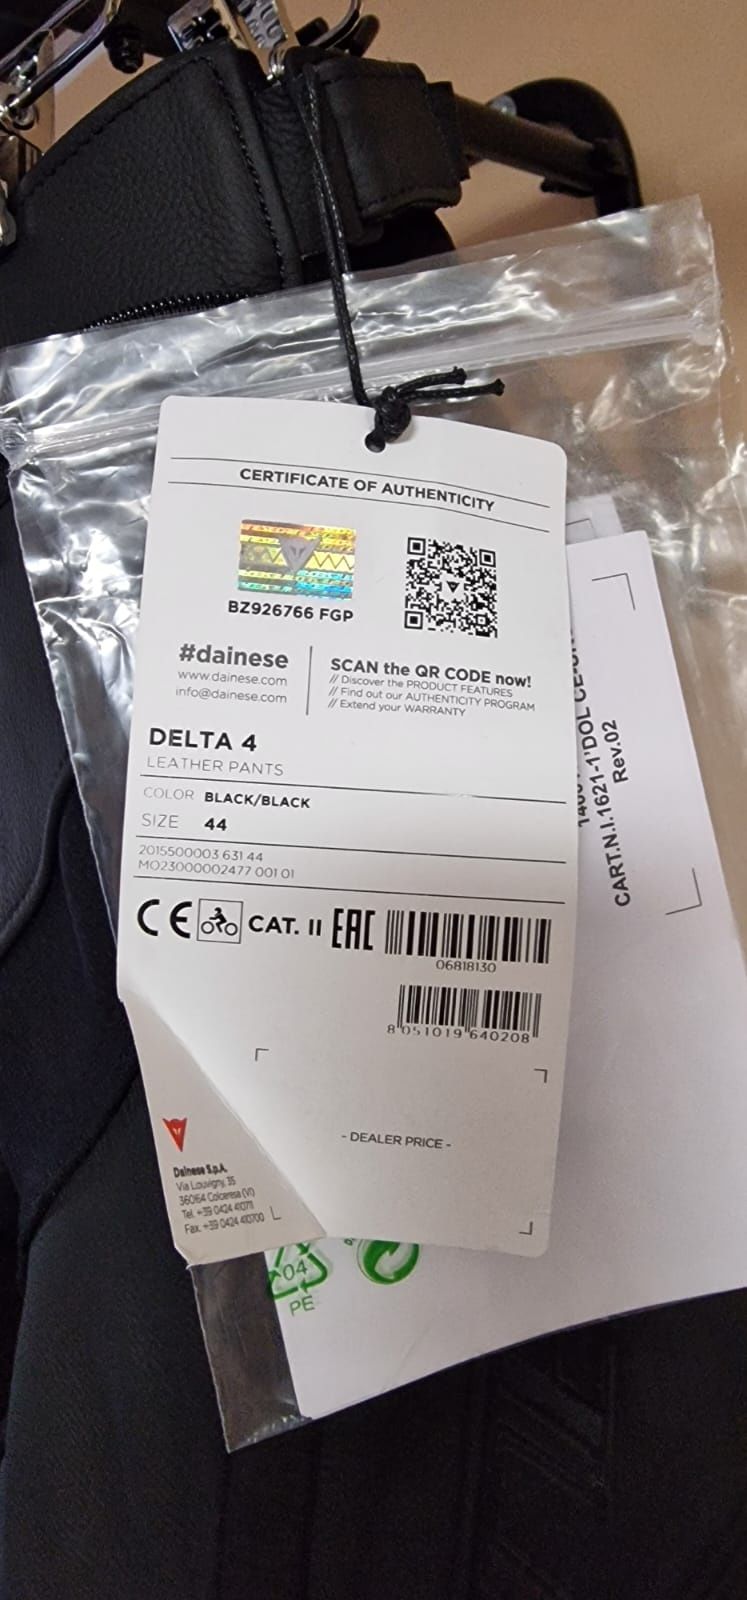 CERTIFICATE OF AUTHENTICITY
BZ926766 FGP
#dainese
www.dainese.com
info@dainese.com
SCAN the QR CODE now!
// Discover the PRODUCT FEATURES
// Find out our AUTHENTICITY PROGRAM
// Extend your WARRANTY
DELTA 4
LEATHER PANTS
COLOR BLACK/BLACK
SIZE 44
2015500003 631 44
MO23000002477 001 01
CE CAT. II EAC
06818130
8 051019 640208
- DEALER PRICE -
Dainese S.p.A.
Via Louvigny, 35
36064 Colceresa (VI)
Tel. +39 0424 410711
Fax. +39 0424 410700
04
PE
CART.N.I.1621-1'DOL
Rev.02